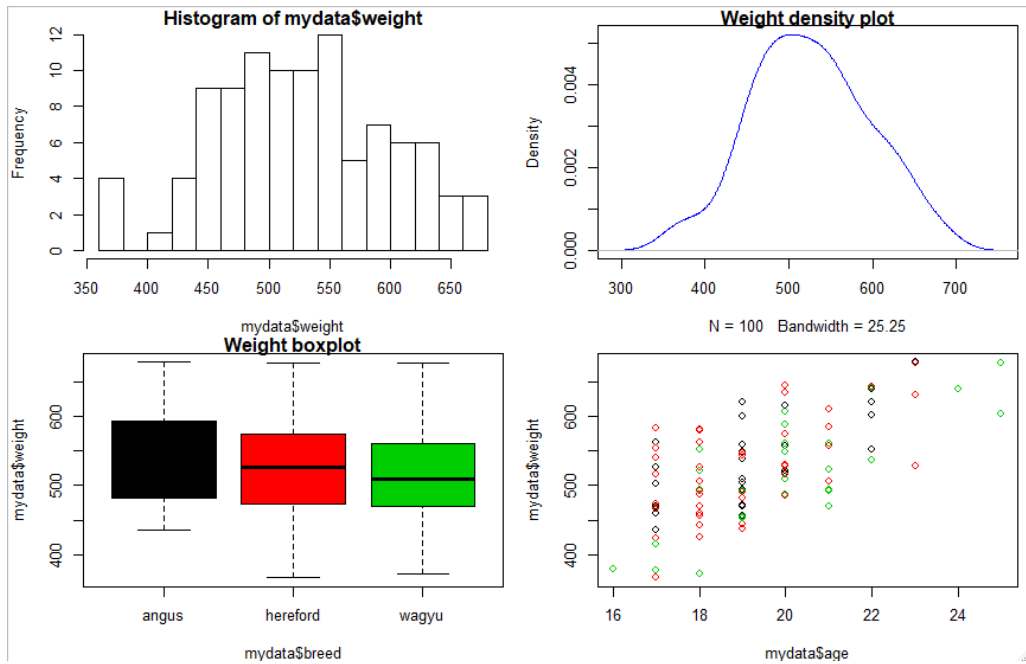 Histogram of mydata$weight
Frequency
12
10
8
6
4
2
0
350 400 450 500 550 600 650
mydata$weight
Weight density plot
Density
0.004
0.002
0.000
300 400 500 600 700
N = 100 Bandwidth = 25.25
Weight boxplot
mydata$weight
600
500
400
angus hereford wagyu
mydata$breed
mydata$weight
600
500
400
16 18 20 22 24
mydata$age